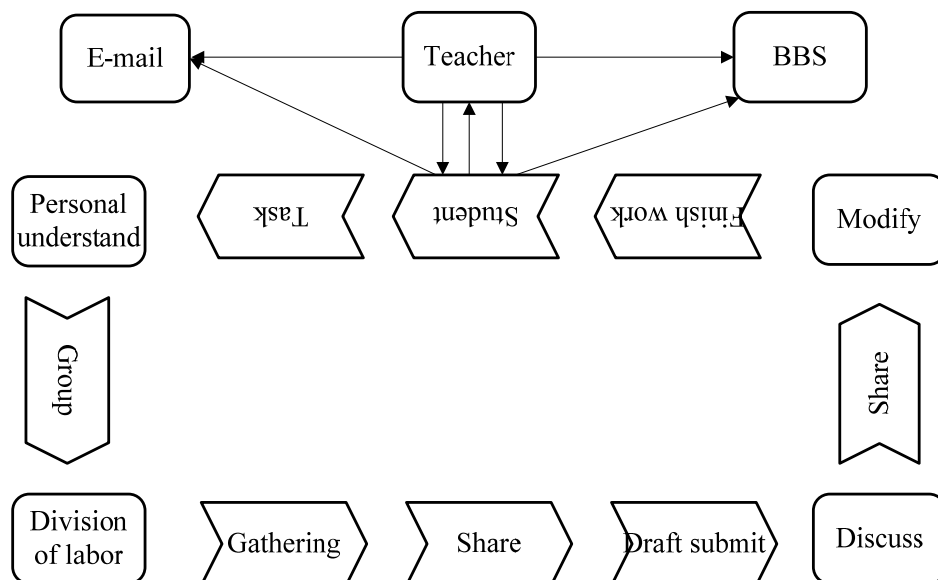 E-mail
Teacher
BBS
Personal
understand
Task
Student
Finish work
Modify
Group
Share
Division
of labor
Gathering
Share
Draft submit
Discuss